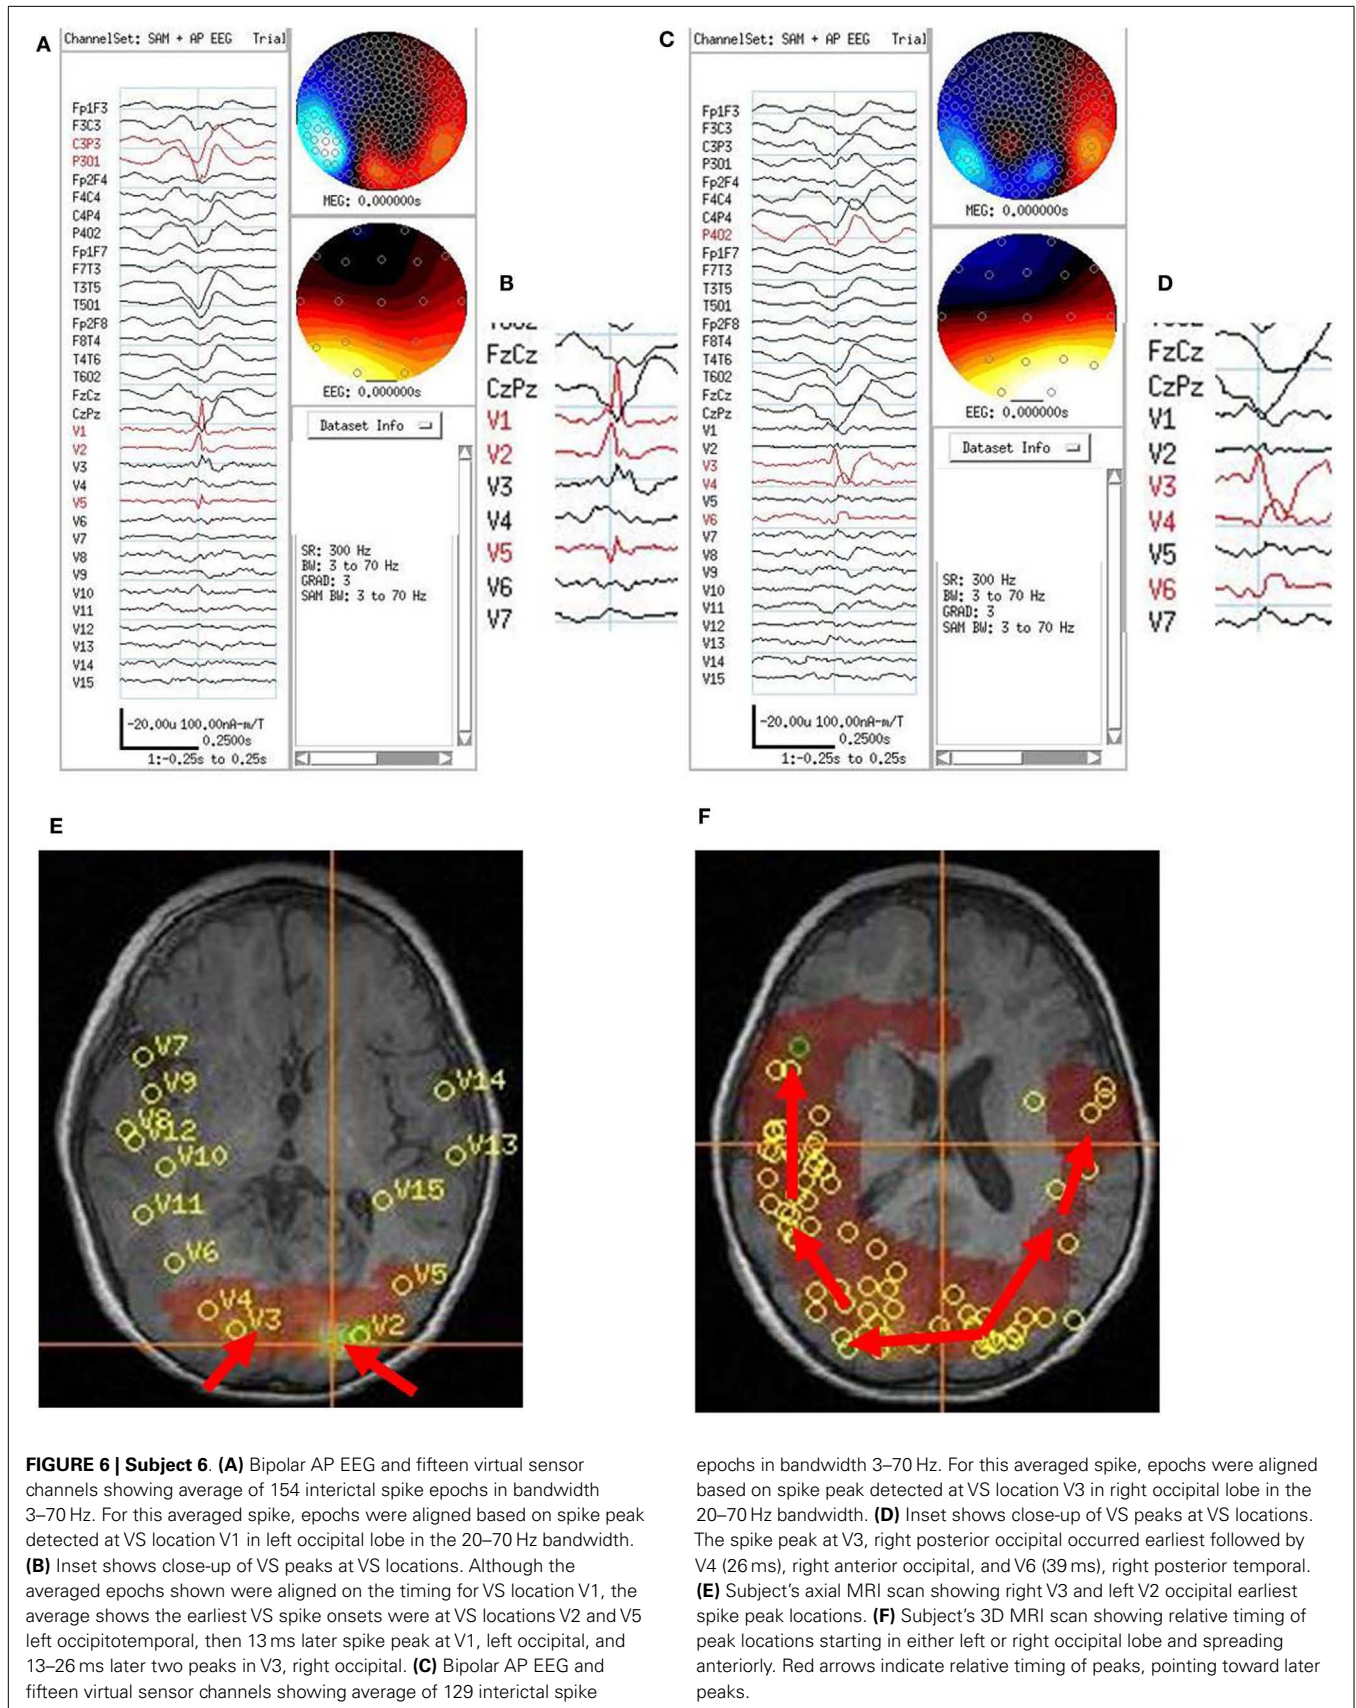 A
ChannelSet: SAM + AP EEG Trial
Fp1F3
F3C3
C3P3
P301
Fp2F4
F4C4
C4P4
P402
Fp1F7
F7T3
T3T5
T501
Fp2F8
F8T4
T4T6
T602
FzCz
CzPz
V1
V2
V3
V4
V5
V6
V7
V8
V9
V10
V11
V12
V13
V14
V15
-20.00u 100.00nA-m/T
0.2500s
1:-0.25s to 0.25s
MEG: 0.000000s
EEG: 0.000000s
Dataset Info
SR: 300 Hz
BW: 3 to 70 Hz
GRAD: 3
SAM BW: 3 to 70 Hz
B
FzCz
CzPz
V1
V2
V3
V4
V5
V6
V7
C
ChannelSet: SAM + AP EEG Trial
Fp1F3
F3C3
C3P3
P301
Fp2F4
F4C4
C4P4
P402
Fp1F7
F7T3
T3T5
T501
Fp2F8
F8T4
T4T6
T602
FzCz
CzPz
V1
V2
V3
V4
V5
V6
V7
V8
V9
V10
V11
V12
V13
V14
V15
-20.00u 100.00nA-m/T
0.2500s
1:-0.25s to 0.25s
MEG: 0.000000s
EEG: 0.000000s
Dataset Info
SR: 300 Hz
BW: 3 to 70 Hz
GRAD: 3
SAM BW: 3 to 70 Hz
D
FzCz
CzPz
V1
V2
V3
V4
V5
V6
V7
E
V7
V9
V14
V8
V12
V13
V10
V15
V11
V6
V5
V4
V3
V2
F
FIGURE 6 | Subject 6. (A) Bipolar AP EEG and fifteen virtual sensor
channels showing average of 154 interictal spike epochs in bandwidth
3–70 Hz. For this averaged spike, epochs were aligned based on spike peak
detected at VS location V1 in left occipital lobe in the 20–70 Hz bandwidth.
(B) Inset shows close-up of VS peaks at VS locations. Although the
averaged epochs shown were aligned on the timing for VS location V1, the
average shows the earliest VS spike onsets were at VS locations V2 and V5
left occipitotemporal, then 13 ms later spike peak at V1, left occipital, and
13–26 ms later two peaks in V3, right occipital. (C) Bipolar AP EEG and
fifteen virtual sensor channels showing average of 129 interictal spike
epochs in bandwidth 3–70 Hz. For this averaged spike, epochs were aligned
based on spike peak detected at VS location V3 in right occipital lobe in the
20–70 Hz bandwidth. (D) Inset shows close-up of VS peaks at VS locations.
The spike peak at V3, right posterior occipital occurred earliest followed by
V4 (26 ms), right anterior occipital, and V6 (39 ms), right posterior temporal.
(E) Subject's axial MRI scan showing right V3 and left V2 occipital earliest
spike peak locations. (F) Subject's 3D MRI scan showing relative timing of
peak locations starting in either left or right occipital lobe and spreading
anteriorly. Red arrows indicate relative timing of peaks, pointing toward later
peaks.